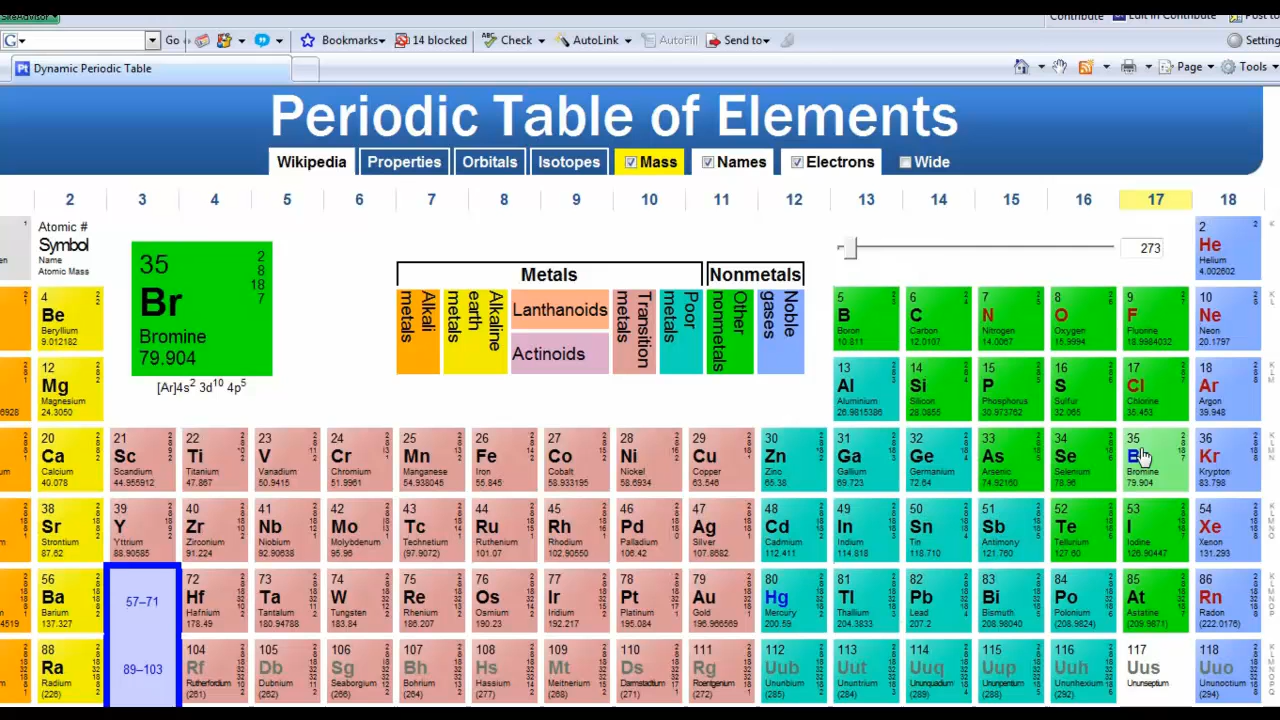 SiteAdvisor
Contribute Edit in Contribute Post to
G Go Bookmarks 14 blocked Check AutoLink AutoFill Send to Setting
Pt Dynamic Periodic Table Page Tools
Periodic Table of Elements
Wikipedia Properties Orbitals Isotopes Mass Names Electrons Wide
2 3 4 5 6 7 8 9 10 11 12 13 14 15 16 17 18
Atomic #
Symbol
Name
Atomic Mass
35
Br
Bromine
79.904
2
8
18
7
[Ar]4s2 3d10 4p5
Metals Nonmetals
Alkali metals
Alkaline earth metals
Lanthanoids
Actinoids
Transition metals
Poor metals
Other nonmetals
Noble gases
273
2
He
Helium
4.002602
4 5 6 7 8 9 10
Be B C N O F Ne
Beryllium Boron Carbon Nitrogen Oxygen Fluorine Neon
9.012182 10.811 12.0107 14.0067 15.9994 18.9984032 20.1797
12 13 14 15 16 17 18
Mg Al Si P S Cl Ar
Magnesium Aluminium Silicon Phosphorus Sulfur Chlorine Argon
24.3050 26.9815386 28.0855 30.973762 32.065 35.453 39.948
20 21 22 23 24 25 26 27 28 29 30 31 32 33 34 35 36
Ca Sc Ti V Cr Mn Fe Co Ni Cu Zn Ga Ge As Se Kr
Calcium Scandium Titanium Vanadium Chromium Manganese Iron Cobalt Nickel Copper Zinc Gallium Germanium Arsenic Selenium Bromine Krypton
40.078 44.955912 47.867 50.9415 51.9961 54.938045 55.845 58.933195 58.6934 63.546 65.38 69.723 72.64 74.92160 78.96 79.904 83.798
38 39 40 41 42 43 44 45 46 47 48 49 50 51 52 53 54
Sr Y Zr Nb Mo Tc Ru Rh Pd Ag Cd In Sn Sb Te I Xe
Strontium Yttrium Zirconium Niobium Molybdenum Technetium Ruthenium Rhodium Palladium Silver Cadmium Indium Tin Antimony Tellurium Iodine Xenon
87.62 88.90585 91.224 92.90638 95.96 (97.9072) 101.07 102.90550 106.42 107.8682 112.411 114.818 118.710 121.760 127.60 126.90447 131.293
56 72 73 74 75 76 77 78 79 80 81 82 83 84 85 86
Ba 57–71 Hf Ta W Re Os Ir Pt Au Hg Tl Pb Bi Po At Rn
Barium Hafnium Tantalum Tungsten Rhenium Osmium Iridium Platinum Gold Mercury Thallium Lead Bismuth Polonium Astatine Radon
137.327 178.49 180.94788 183.84 186.207 190.23 192.217 195.084 196.966569 200.59 204.3833 207.2 208.98040 (208.9824) (209.9871) (222.0176)
88 104 105 106 107 108 109 110 111 112 113 114 115 116 117 118
Ra 89–103 Rf Db Sg Bh Hs Mt Ds Rg Uub Uut Uuq Uup Uuh Uus Uuo
Radium Rutherfordium Dubnium Seaborgium Bohrium Hassium Meitnerium Darmstadtium Roentgenium Ununbium Ununtrium Ununquadium Ununpentium Ununhexium Ununseptium Ununoctium
(226) (261) (262) (266) (264) (277) (268) (271) (272) (285) (284) (289) (288) (292) (294)